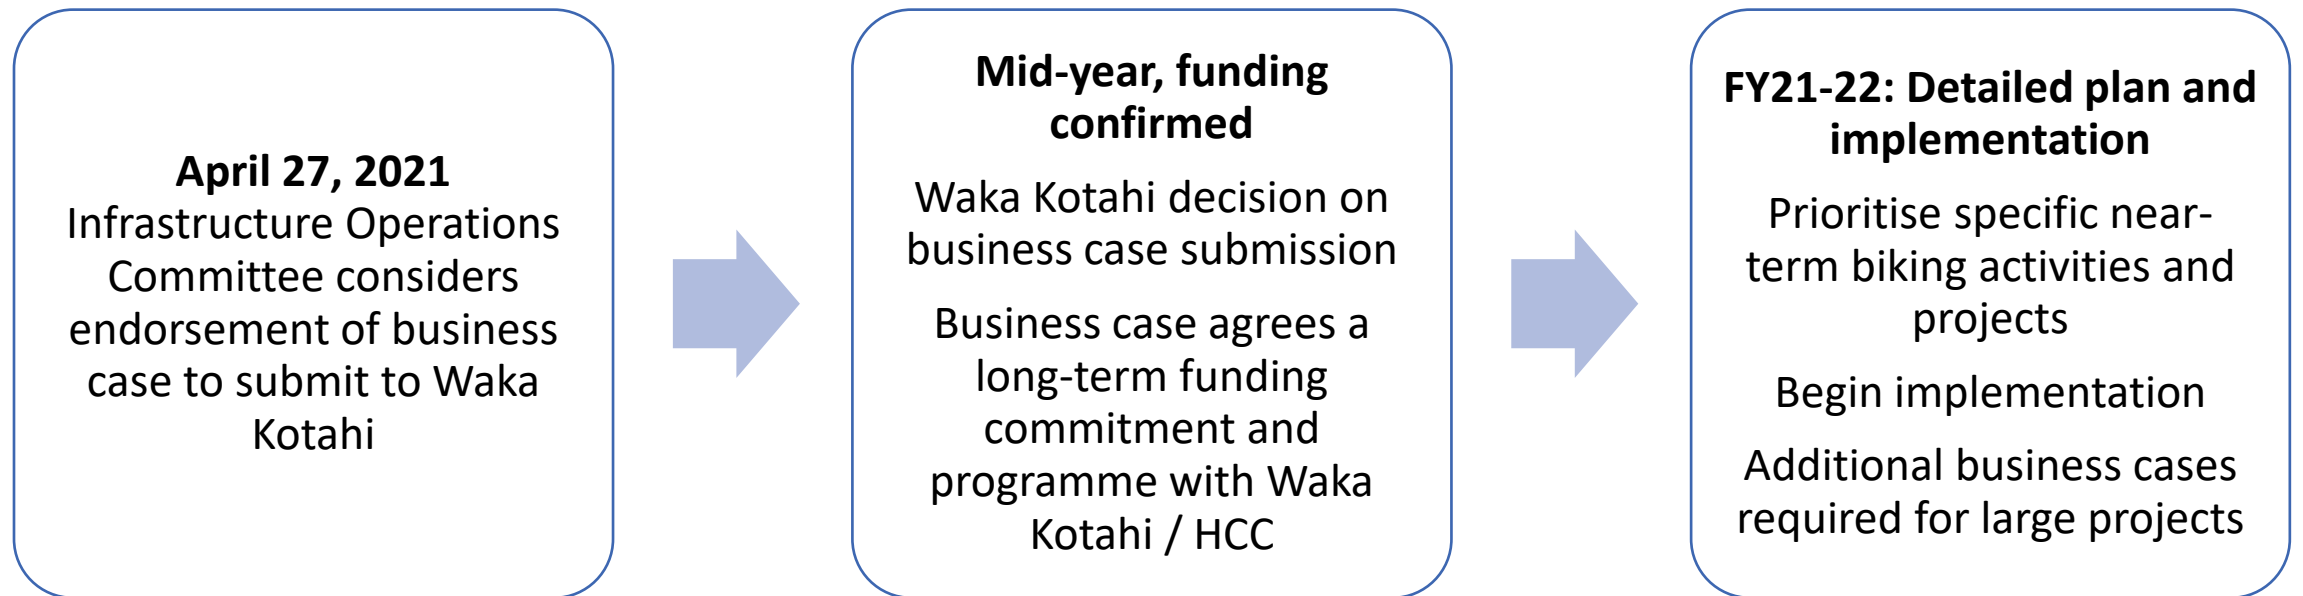 April 27, 2021
Infrastructure Operations
Committee considers
endorsement of business
case to submit to Waka
Kotahi
Mid-year, funding
confirmed
Waka Kotahi decision on
business case submission
Business case agrees a
long-term funding
commitment and
programme with Waka
Kotahi / HCC
FY21-22: Detailed plan and
implementation
Prioritise specific near-
term biking activities and
projects
Begin implementation
Additional business cases
required for large projects